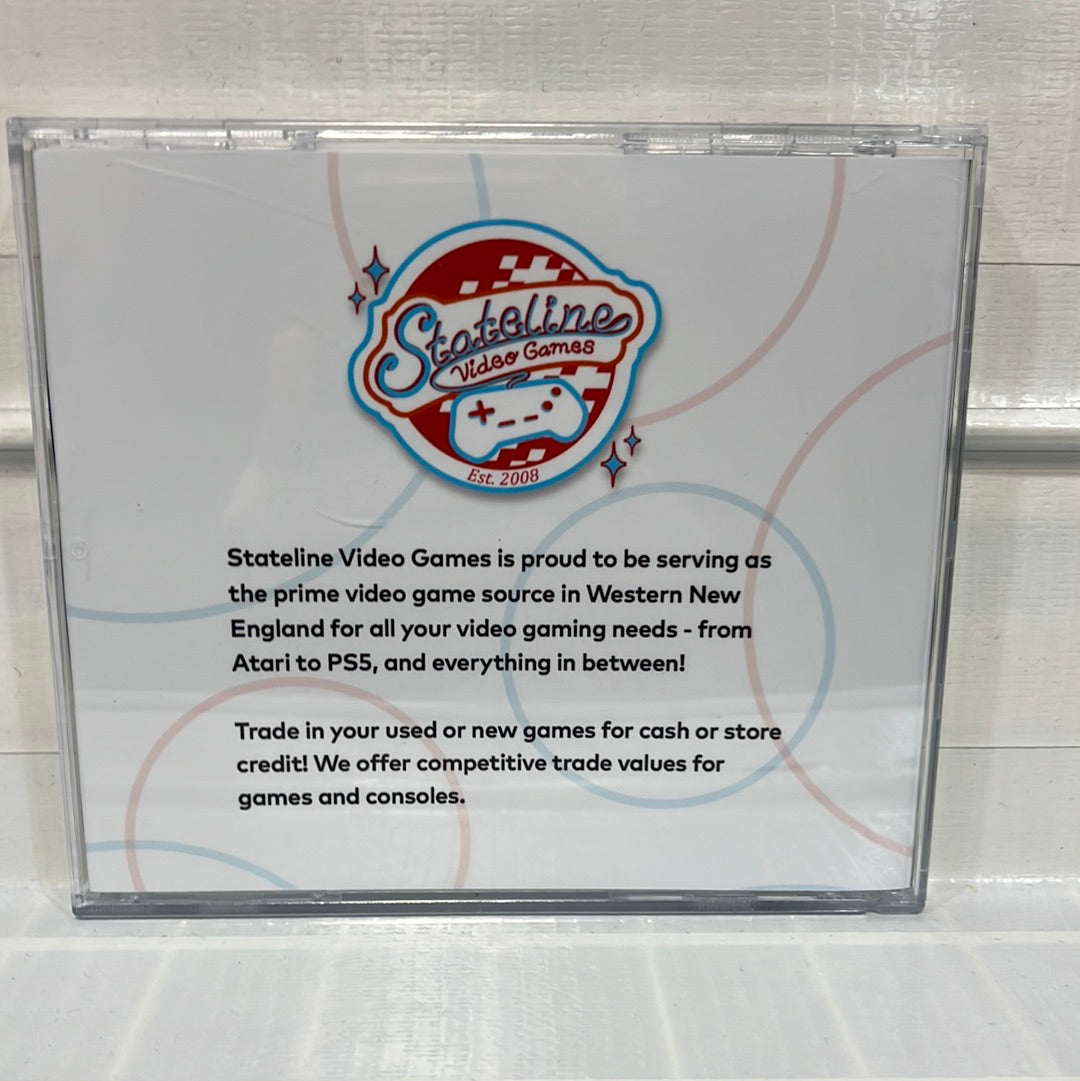 Stateline
Video Games
Est. 2008
Stateline Video Games is proud to be serving as
the prime video game source in Western New
England for all your video gaming needs - from
Atari to PS5, and everything in between!
Trade in your used or new games for cash or store
credit! We offer competitive trade values for
games and consoles.